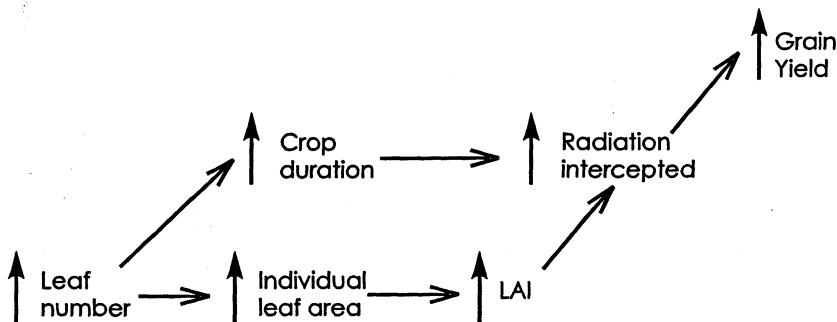 Grain
Yield
Crop
duration
Radiation
intercepted
Leaf
number
Individual
leaf area
LAI